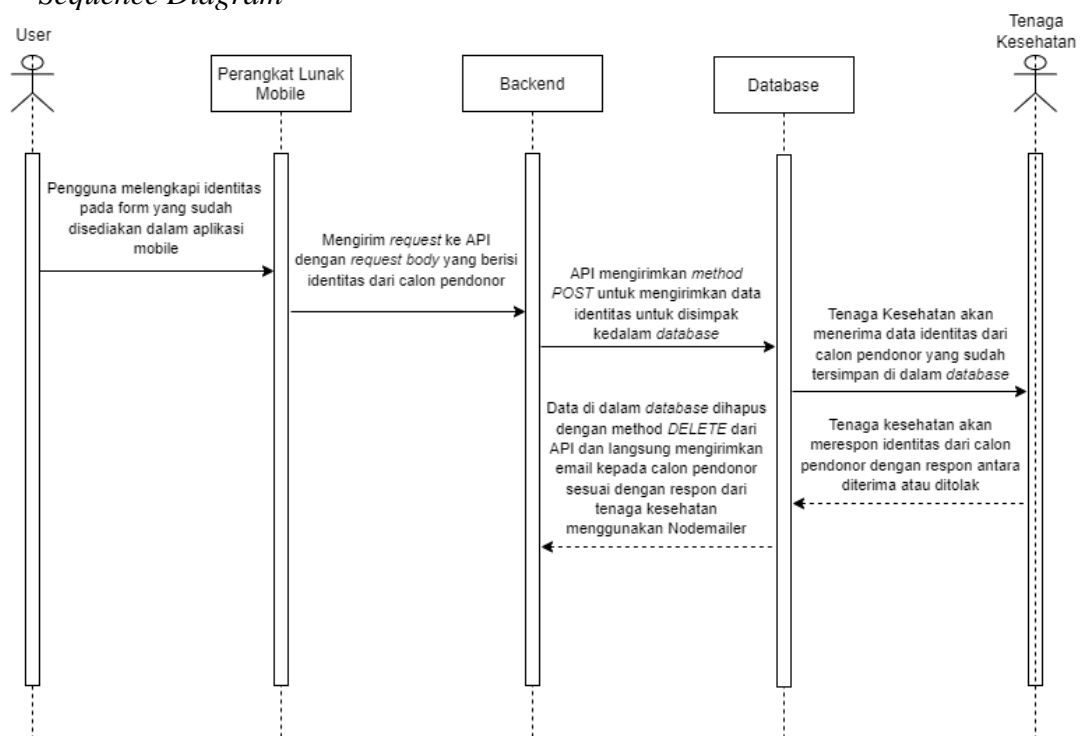 Sequence Diagram
User
Perangkat Lunak
Mobile
Backend
Database
Tenaga
Kesehatan
Pengguna melengkapi identitas
pada form yang sudah
disediakan dalam aplikasi
mobile
Mengirim request ke API
dengan request body yang berisi
identitas dari calon pendonor
API mengirimkan method
POST untuk mengirimkan data
identitas untuk disimpak
kedalam database
Tenaga Kesehatan akan
menerima data identitas dari
calon pendonor yang sudah
tersimpan di dalam database
Data di dalam database dihapus
dengan method DELETE dari
API dan langsung mengirimkan
email kepada calon pendonor
sesuai dengan respon dari
tenaga kesehatan
menggunakan Nodemailer
Tenaga kesehatan akan
merespon identitas dari calon
pendonor dengan respon antara
diterima atau ditolak